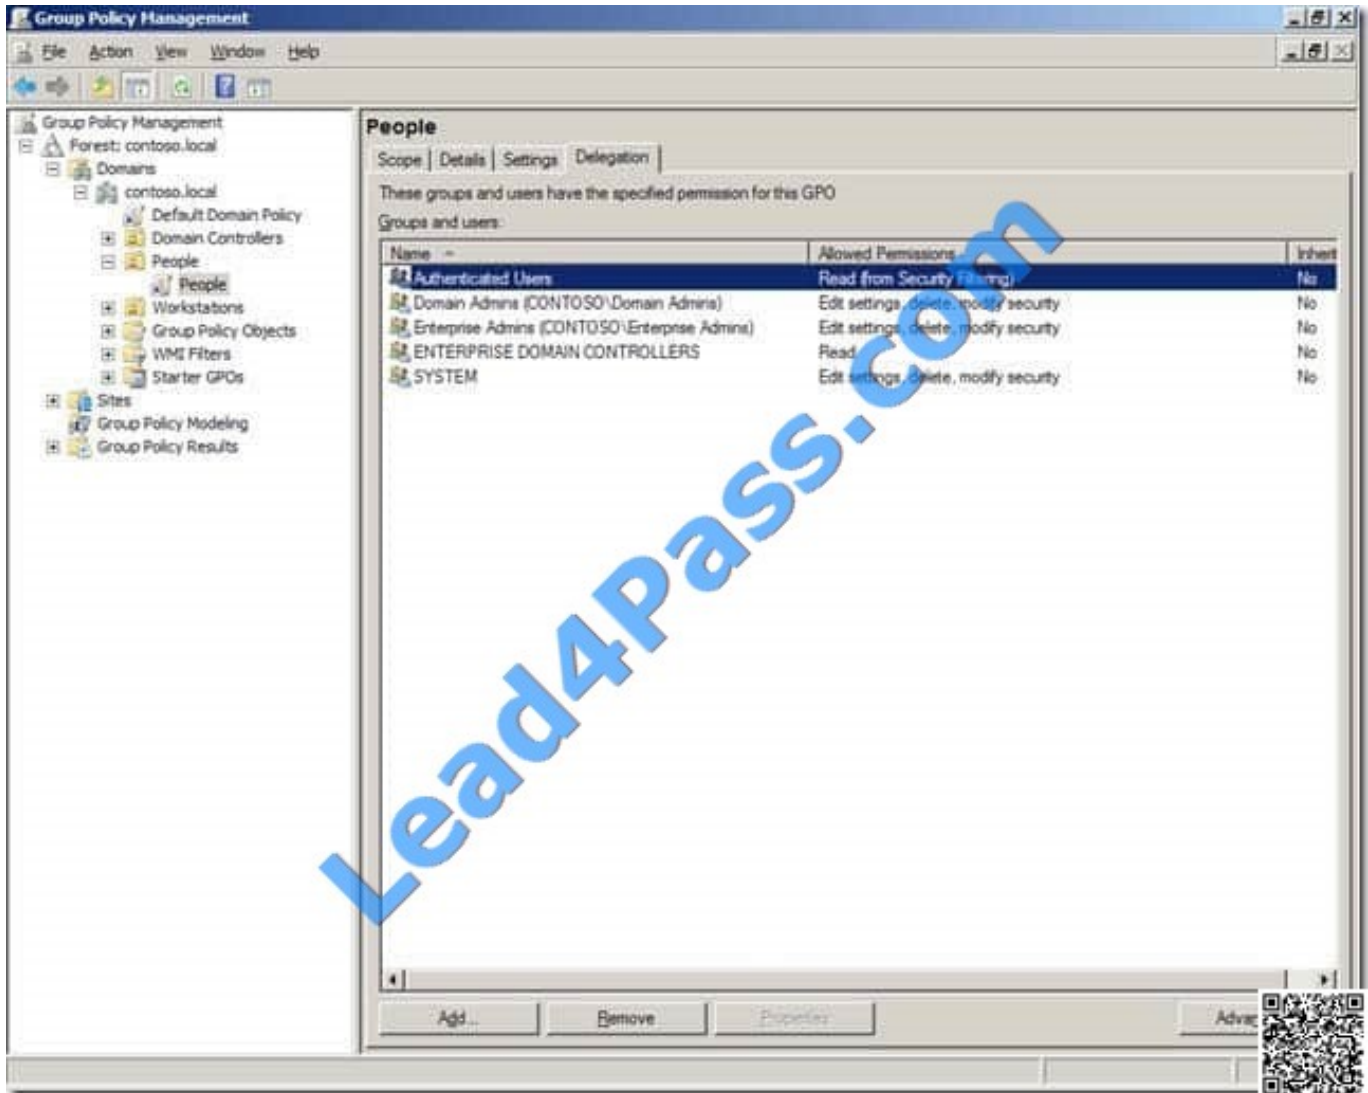 Group Policy Management
File Action View Window Help
Group Policy Management
Forest: contoso.local
Domains
contoso.local
Default Domain Policy
Domain Controllers
People
People
Workstations
Group Policy Objects
WMI Filters
Starter GPOs
Sites
Group Policy Modeling
Group Policy Results
People
Scope Details Settings Delegation
These groups and users have the specified permission for this GPO
Groups and users:
Name Allowed Permissions Inherit
Authenticated Users Read (from Security Filtering) No
Domain Admins (CONTOSO\Domain Admins) Edit settings, delete, modify security No
Enterprise Admins (CONTOSO\Enterprise Admins) Edit settings, delete, modify security No
ENTERPRISE DOMAIN CONTROLLERS Read No
SYSTEM Edit settings, delete, modify security No
Lead4Pass.com
Add... Remove Properties Advan